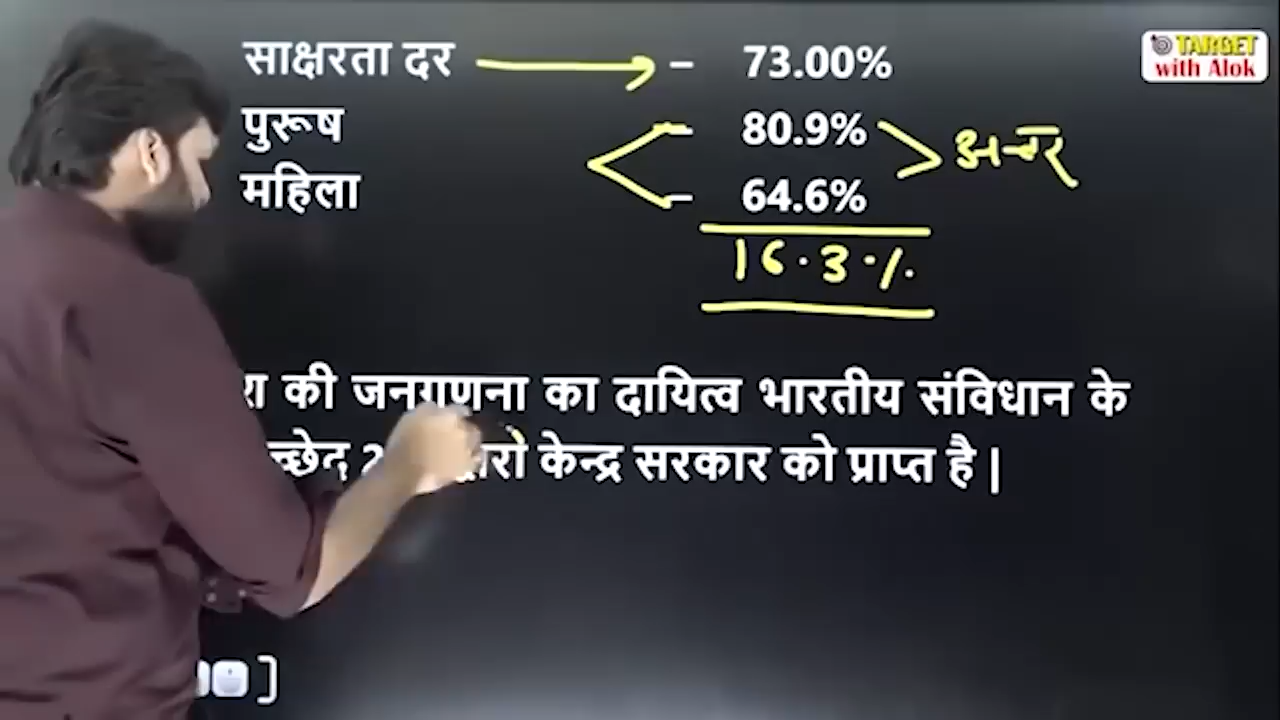 साक्षरता दर - 73.00%
पुरूष - 80.9%
महिला - 64.6%
अन्तर
16.3%
की जनगणना का दायित्व भारतीय संविधान के
केन्द्र सरकार को प्राप्त है |
TARGET
with Alok